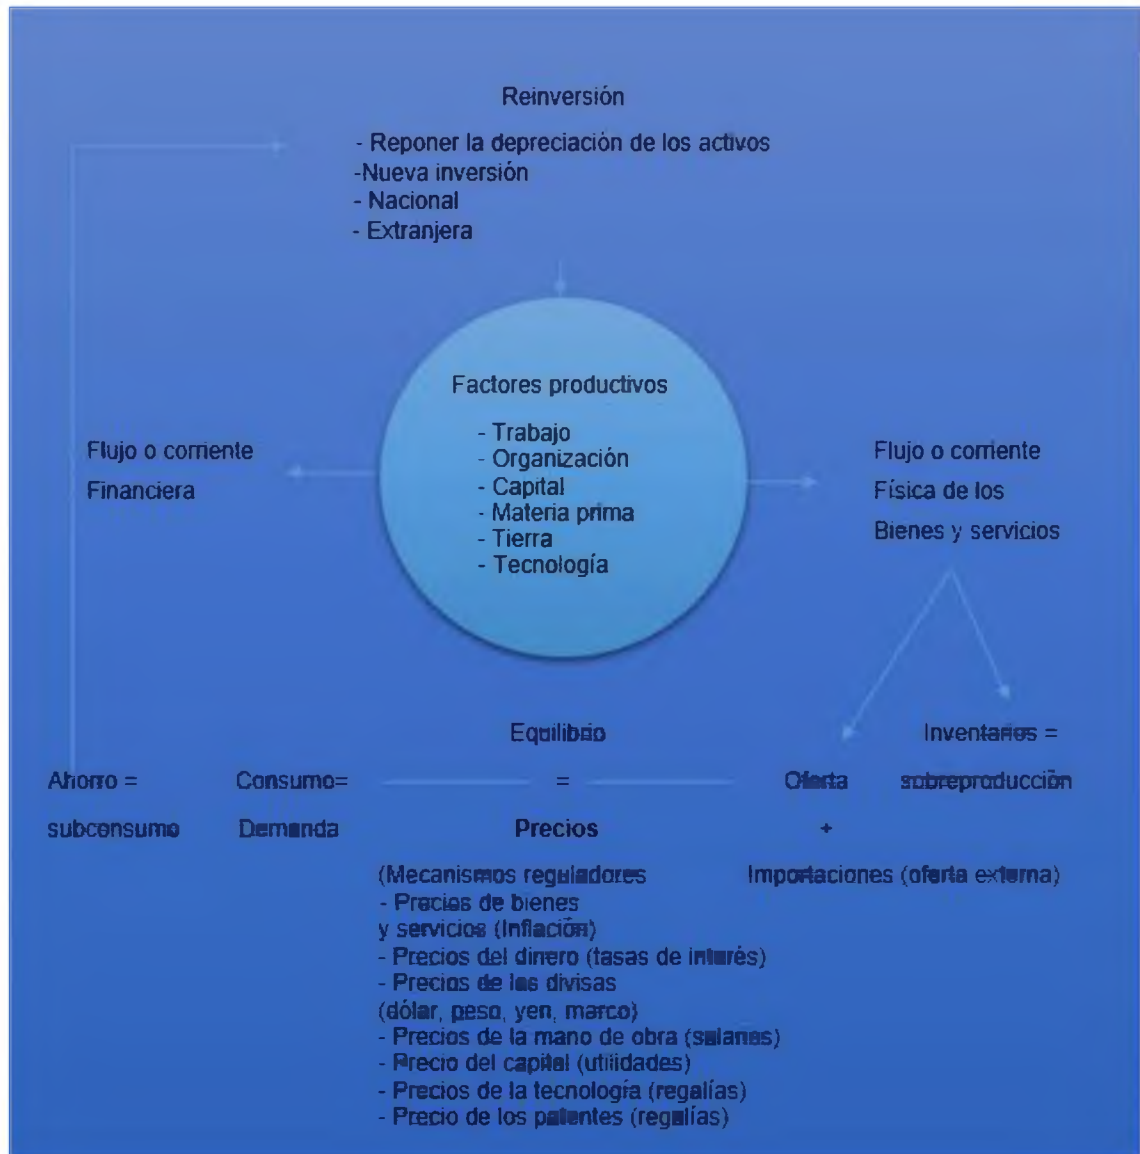 Reinversión
- Reponer la depreciación de los activos
-Nueva inversión
- Nacional
- Extranjera
Factores productivos
- Trabajo
- Organización
- Capital
- Materia prima
- Tierra
- Tecnología
Flujo o corriente
Financiera
Flujo o corriente
Física de los
Bienes y servicios
Equilibrio
Inventarios =
Ahorro =
Consumo=
=
Oferta
sobreproducción
subconsumo
Demanda
Precios
+
(Mecanismos reguladores
Importaciones (oferta externa)
- Precios de bienes
y servicios (Inflación)
- Precios del dinero (tasas de interés)
- Precios de las divisas
(dólar, peso, yen, marco)
- Precios de la mano de obra (salarios)
- Precio del capital (utilidades)
- Precios de la tecnología (regalías)
- Precio de los patentes (regalías)